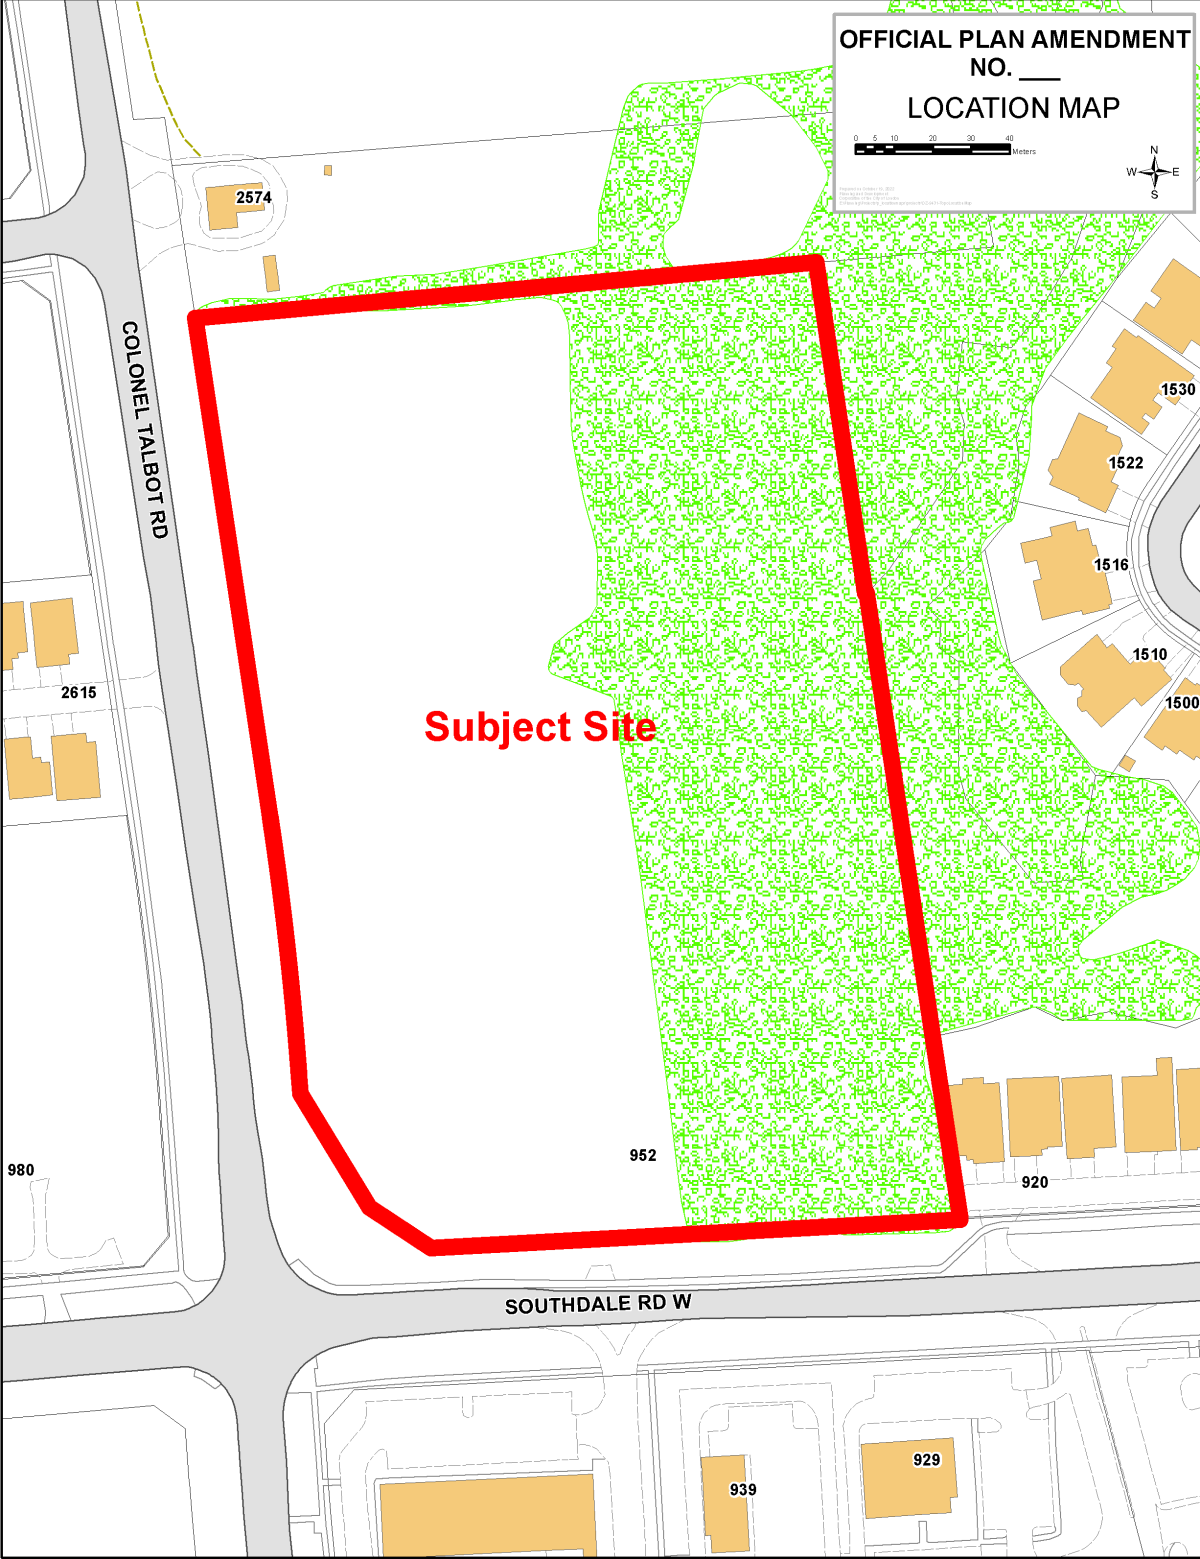 OFFICIAL PLAN AMENDMENT
NO. ___
LOCATION MAP
0 5 10 20 30 40
Meters
N
W E
S
2574
COLONEL TALBOT RD
1530
1522
1516
1510
1500
2615
Subject Site
952
980
920
SOUTHDALE RD W
929
939